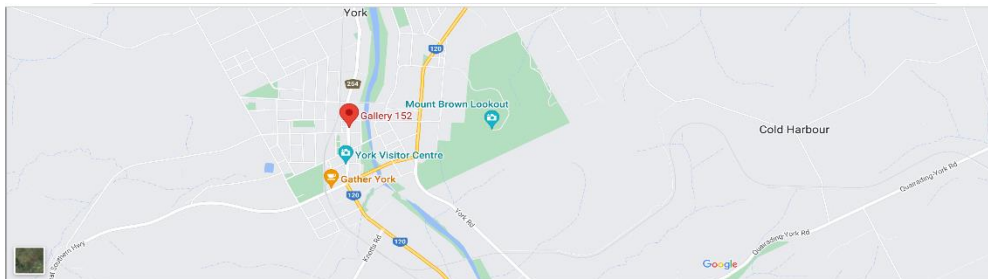 York
120
254
Mount Brown Lookout
Gallery 152
Cold Harbour
York Visitor Centre
Gather York
Quairading-York Rd
120
York Rd
Quairading-York Rd
Knotts Rd
120
Southern Hwy
Google